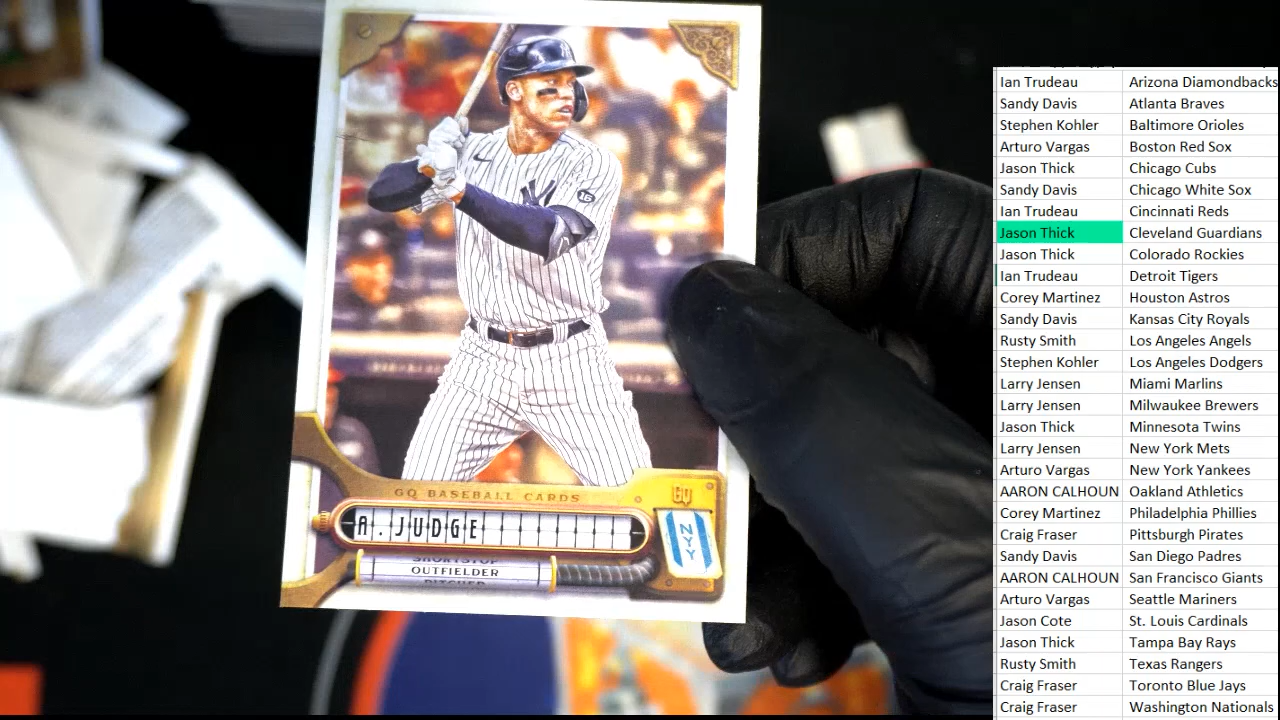 GQ BASEBALL CARDS
GQ
A. JUDGE
NYY
SHORTSTOP
OUTFIELDER
PITCHER
Ian Trudeau Arizona Diamondbacks
Sandy Davis Atlanta Braves
Stephen Kohler Baltimore Orioles
Arturo Vargas Boston Red Sox
Jason Thick Chicago Cubs
Sandy Davis Chicago White Sox
Ian Trudeau Cincinnati Reds
Jason Thick Cleveland Guardians
Jason Thick Colorado Rockies
Ian Trudeau Detroit Tigers
Corey Martinez Houston Astros
Sandy Davis Kansas City Royals
Rusty Smith Los Angeles Angels
Stephen Kohler Los Angeles Dodgers
Larry Jensen Miami Marlins
Larry Jensen Milwaukee Brewers
Jason Thick Minnesota Twins
Larry Jensen New York Mets
Arturo Vargas New York Yankees
AARON CALHOUN Oakland Athletics
Corey Martinez Philadelphia Phillies
Craig Fraser Pittsburgh Pirates
Sandy Davis San Diego Padres
AARON CALHOUN San Francisco Giants
Arturo Vargas Seattle Mariners
Jason Cote St. Louis Cardinals
Jason Thick Tampa Bay Rays
Rusty Smith Texas Rangers
Craig Fraser Toronto Blue Jays
Craig Fraser Washington Nationals